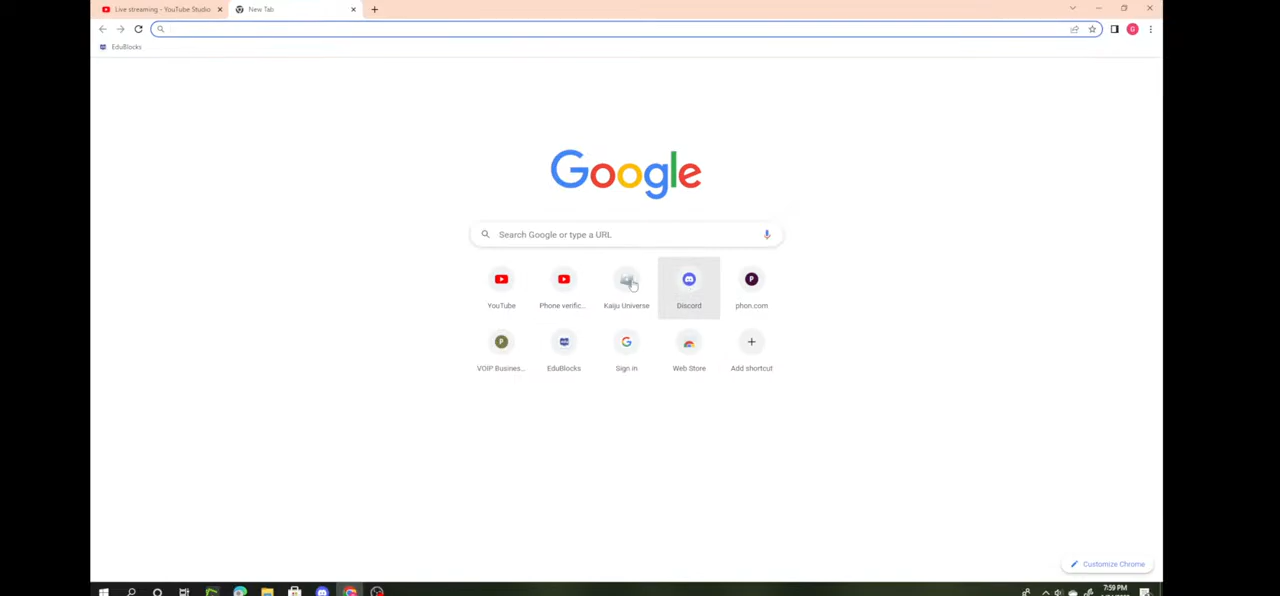 Live streaming - YouTube Studio
New Tab
EduBlocks
Google
Search Google or type a URL
YouTube
Phone verific...
Kaiju Universe
Discord
phon.com
VOIP Busines...
EduBlocks
Sign in
Web Store
Add shortcut
Customize Chrome
7:59 PM